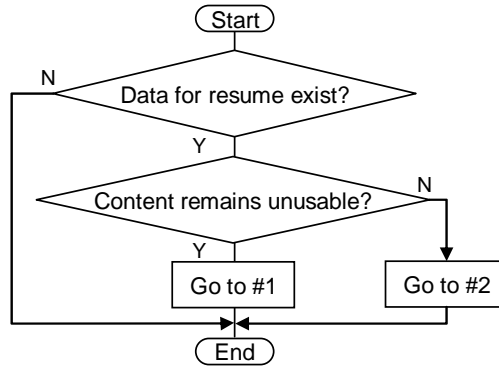 Start
N
Data for resume exist?
Y
Content remains unusable?
N
Y
Go to #1
Go to #2
End